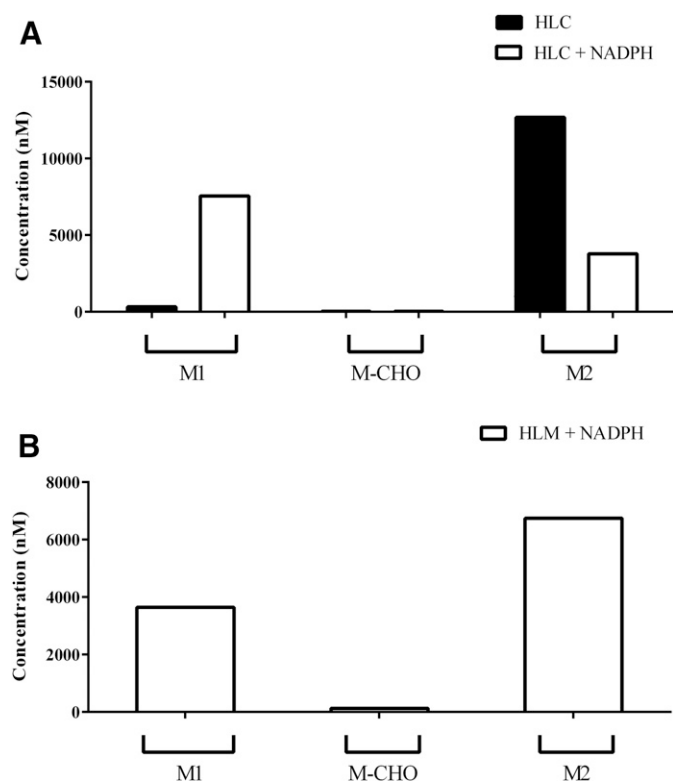 A
HLC
HLC + NADPH
Concentration (nM)
15000
10000
5000
0
M1 M-CHO M2
B
HLM + NADPH
Concentration (nM)
8000
6000
4000
2000
0
M1 M-CHO M2